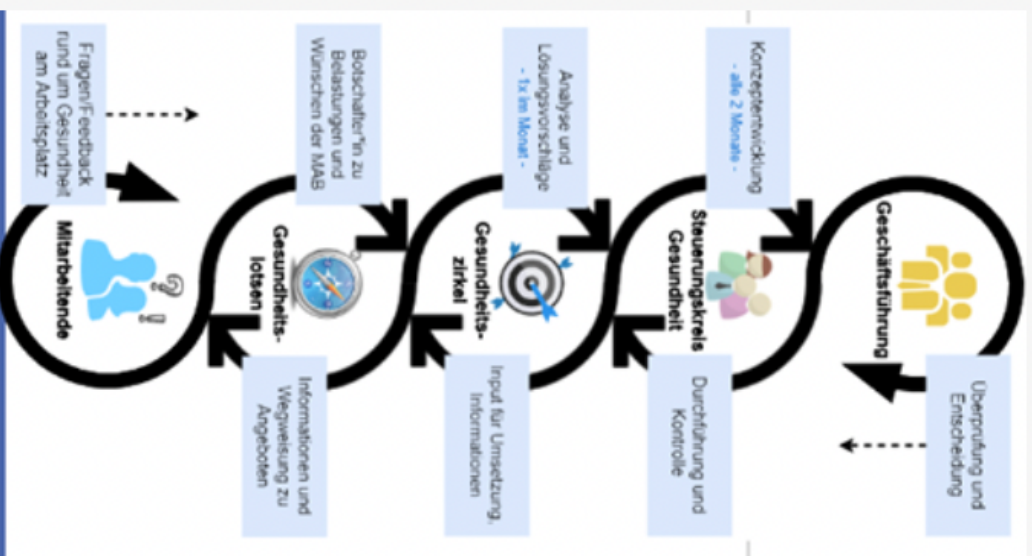 Geschäftsführung
Überprüfung und
Entscheidung
Konzeptentwicklung
- alle 2 Monate -
Steuerungskreis
Gesundheit
Durchführung und
Kontrolle
Analyse und
Lösungsvorschläge
- 1x im Monat -
Gesundheits-
zirkel
Input für Umsetzung,
Informationen
Botschafter*in zu
Belastungen und
Wünschen der MAB
Gesundheits-
lotsen
Informationen und
Wegweisung zu
Angeboten
Fragen/Feedback
rund um Gesundheit
am Arbeitsplatz
Mitarbeitende